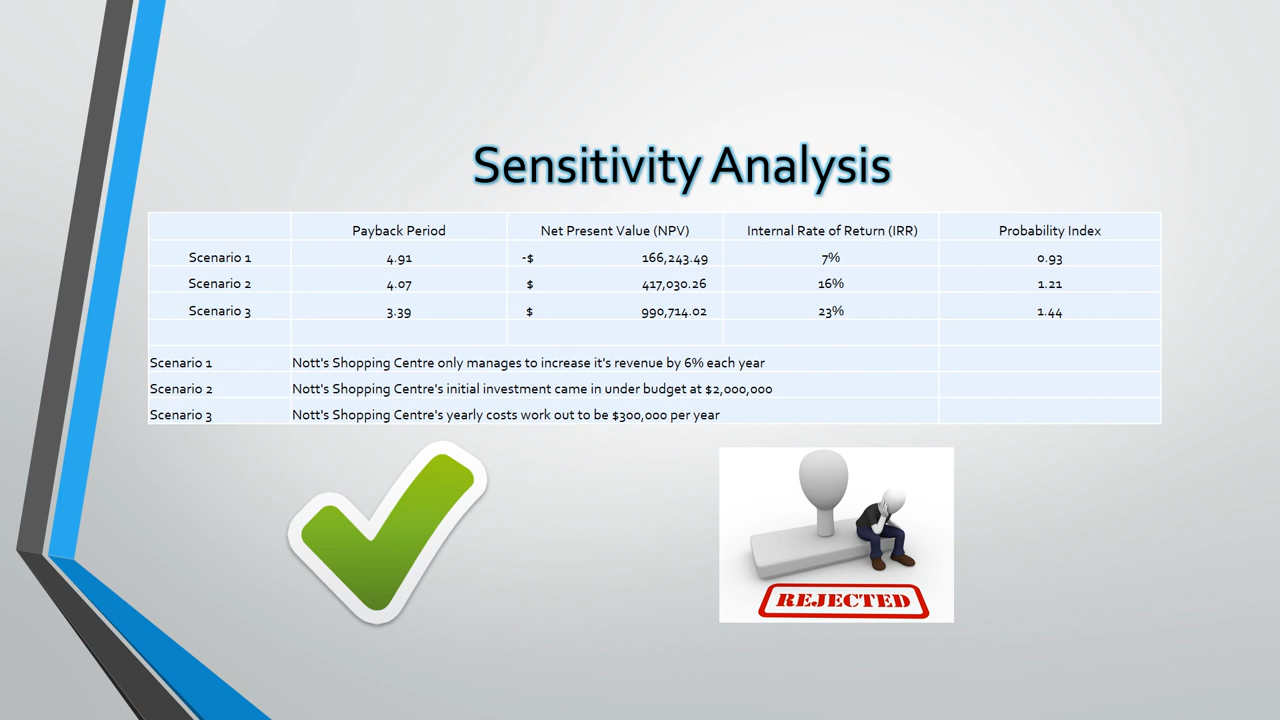 Sensitivity Analysis
Payback Period Net Present Value (NPV) Internal Rate of Return (IRR) Probability Index
Scenario 1 4.91 -$ 166,243.49 7% 0.93
Scenario 2 4.07 $ 417,030.26 16% 1.21
Scenario 3 3.39 $ 990,714.02 23% 1.44
Scenario 1 Nott's Shopping Centre only manages to increase it's revenue by 6% each year
Scenario 2 Nott's Shopping Centre's initial investment came in under budget at $2,000,000
Scenario 3 Nott's Shopping Centre's yearly costs work out to be $300,000 per year
REJECTED